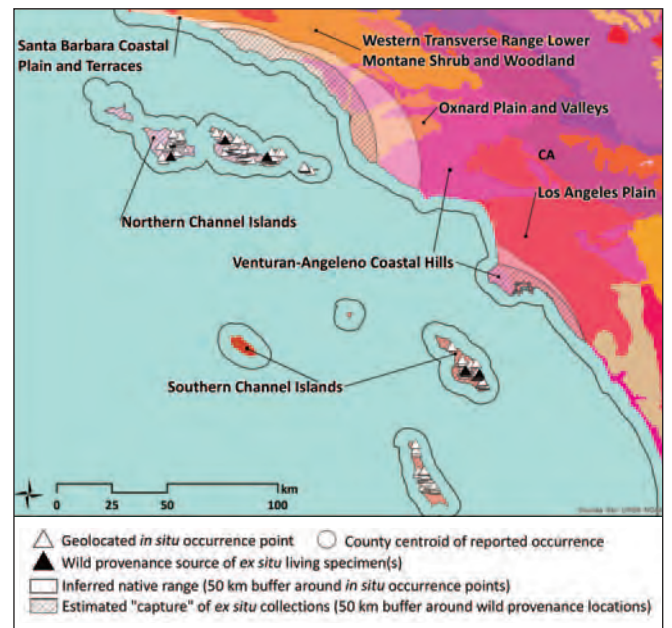 Santa Barbara Coastal
Plain and Terraces
Western Transverse Range Lower
Montane Shrub and Woodland
Oxnard Plain and Valleys
CA
Los Angeles Plain
Northern Channel Islands
Venturan-Angeleno Coastal Hills
Southern Channel Islands
km
0 25 50 100
Geolocated in situ occurrence point
County centroid of reported occurrence
Wild provenance source of ex situ living specimen(s)
Inferred native range (50 km buffer around in situ occurrence points)
Estimated "capture" of ex situ collections (50 km buffer around wild provenance locations)